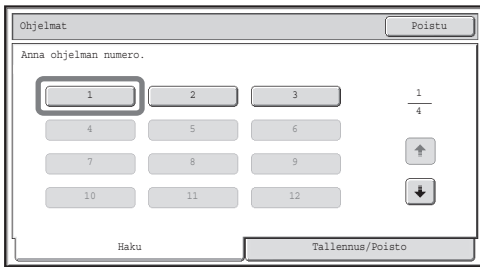 Ohjelmat Poistu
Anna ohjelman numero.
1 2 3 1
4 5 6 4
7 8 9
10 11 12
Haku Tallennus/Poisto